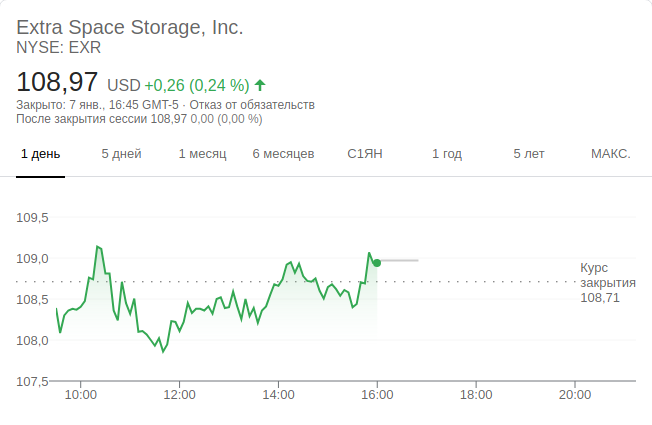 Extra Space Storage, Inc.
NYSE: EXR
108,97 USD +0,26 (0,24 %)
Закрыто: 7 янв., 16:45 GMT-5 · Отказ от обязательств
После закрытия сессии 108,97 0,00 (0,00 %)
1 день 5 дней 1 месяц 6 месяцев С1ЯН 1 год 5 лет МАКС.
109,5
109,0
Курс
закрытия
108,71
108,5
108,0
107,5
10:00 12:00 14:00 16:00 18:00 20:00